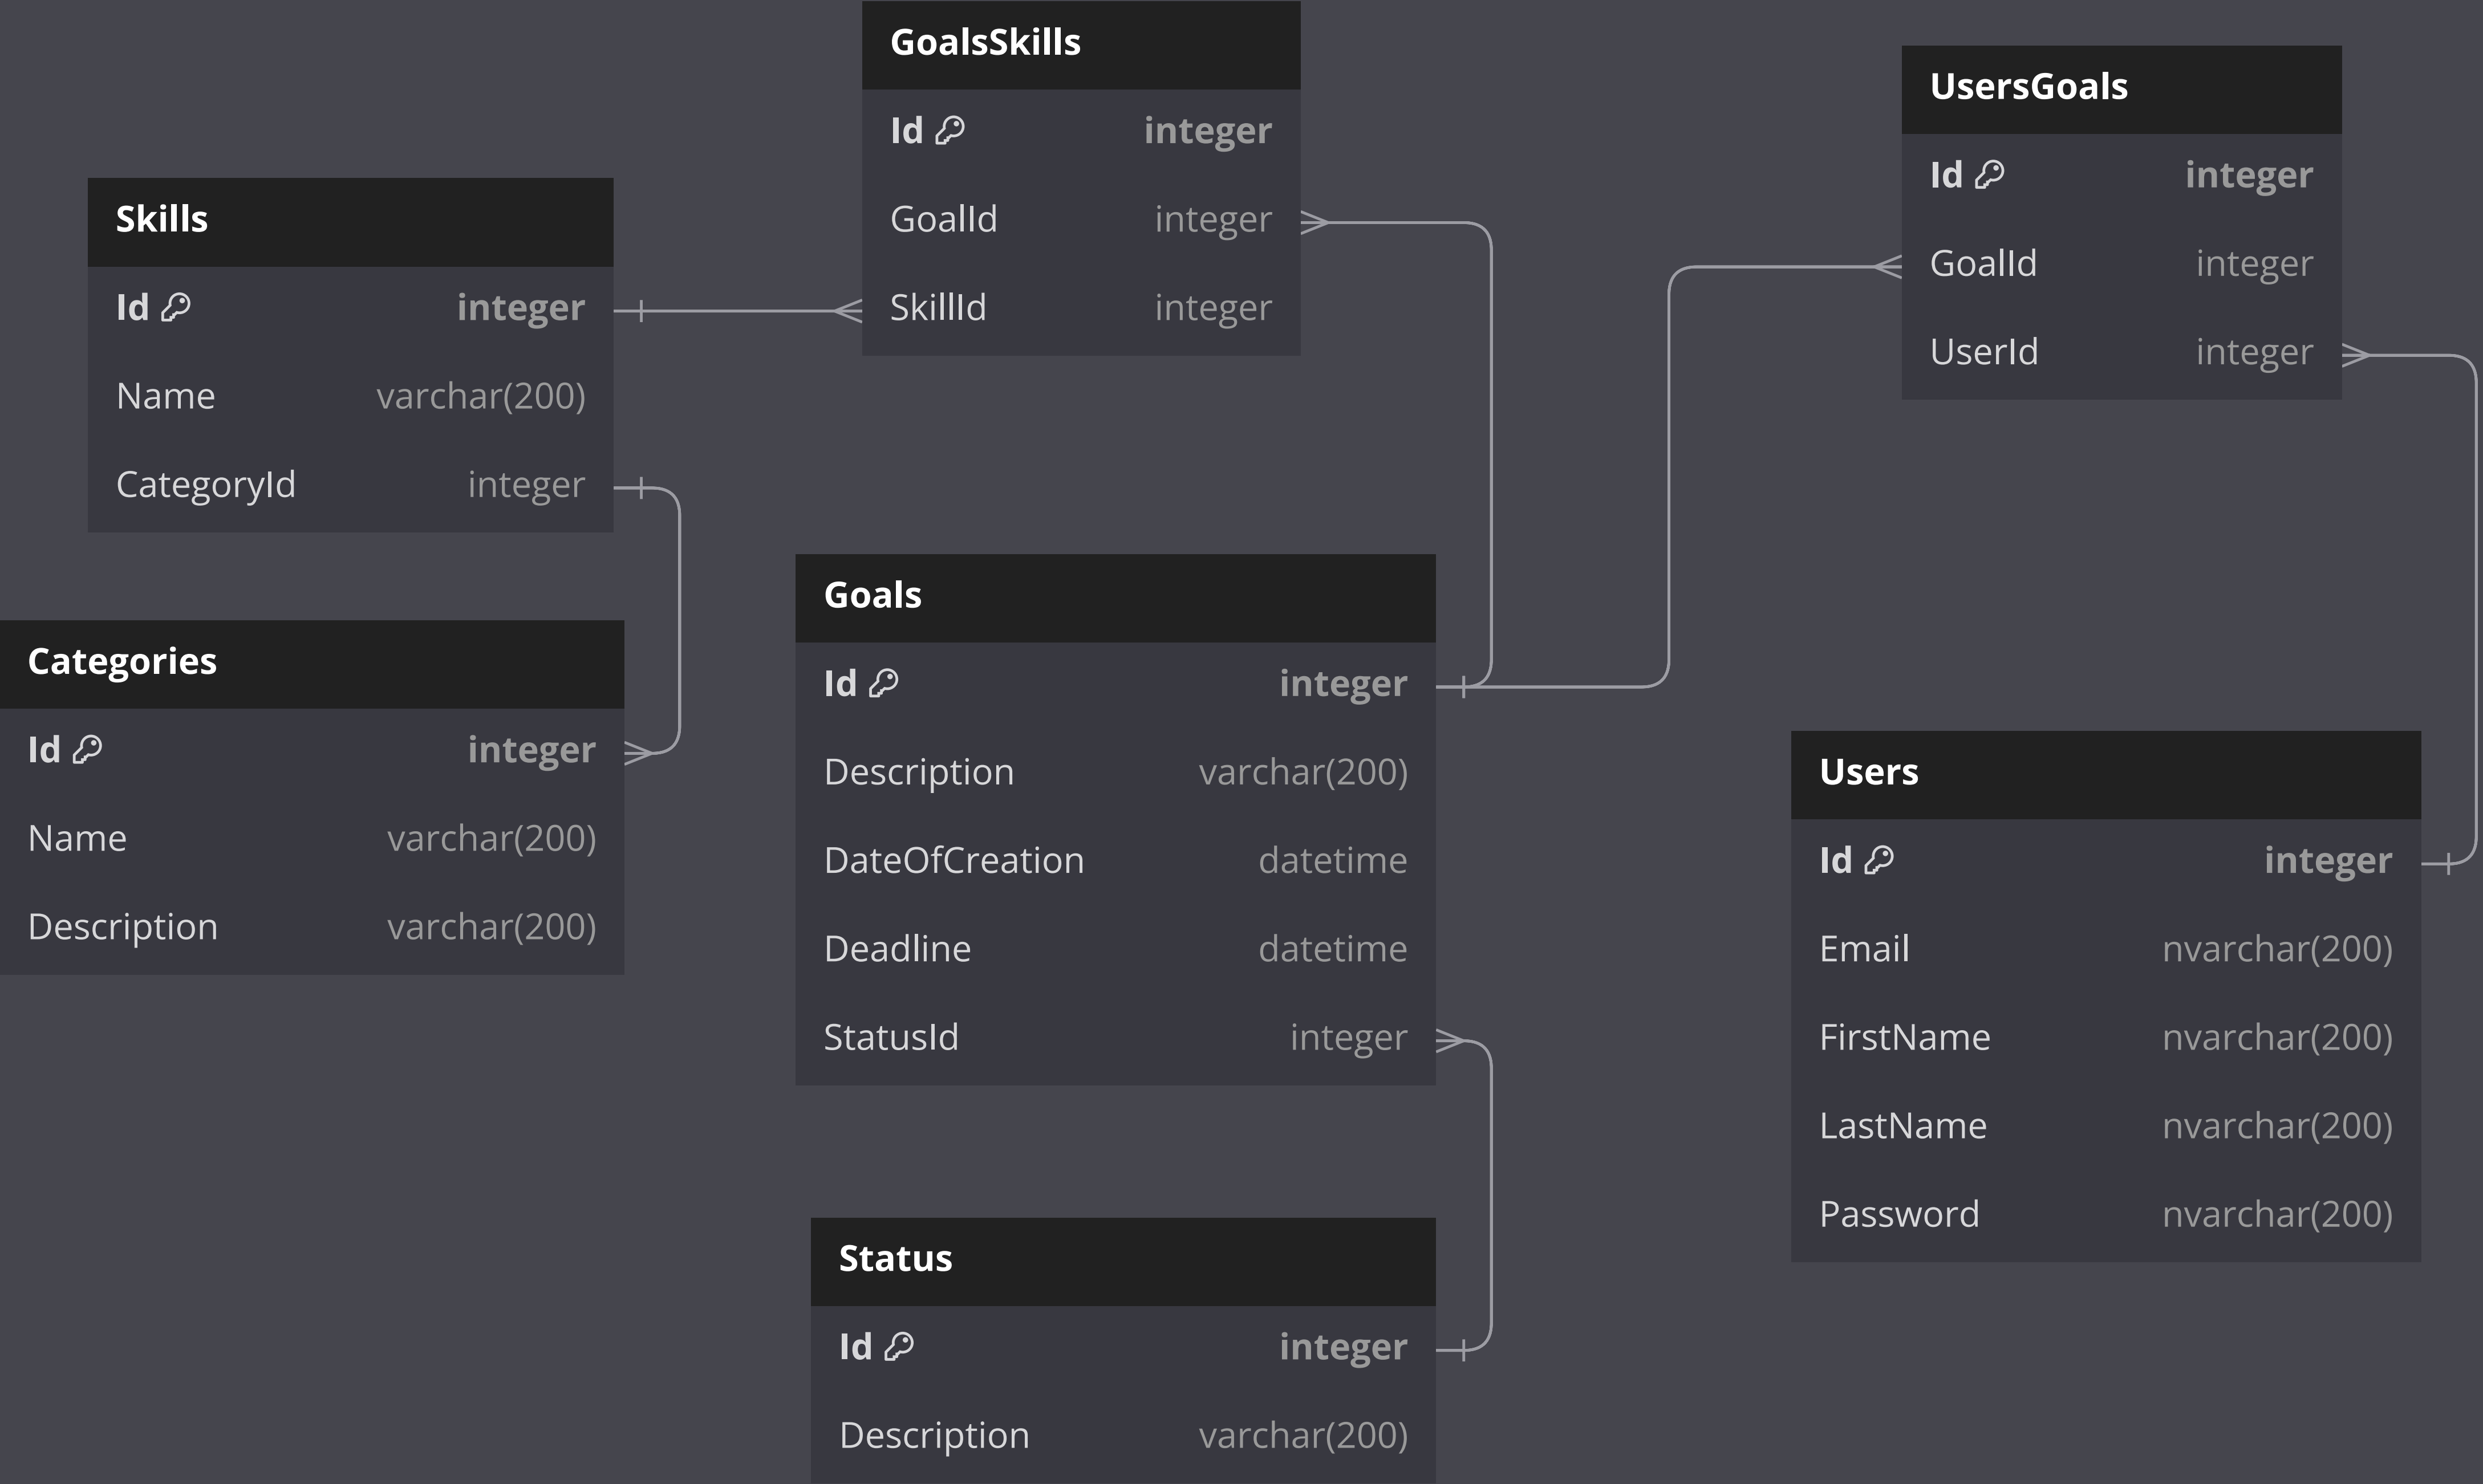 GoalsSkills
Id integer
GoalId integer
SkillId integer
UsersGoals
Id integer
GoalId integer
UserId integer
Skills
Id integer
Name varchar(200)
CategoryId integer
Goals
Id integer
Description varchar(200)
DateOfCreation datetime
Deadline datetime
StatusId integer
Categories
Id integer
Name varchar(200)
Description varchar(200)
Users
Id integer
Email nvarchar(200)
FirstName nvarchar(200)
LastName nvarchar(200)
Password nvarchar(200)
Status
Id integer
Description varchar(200)